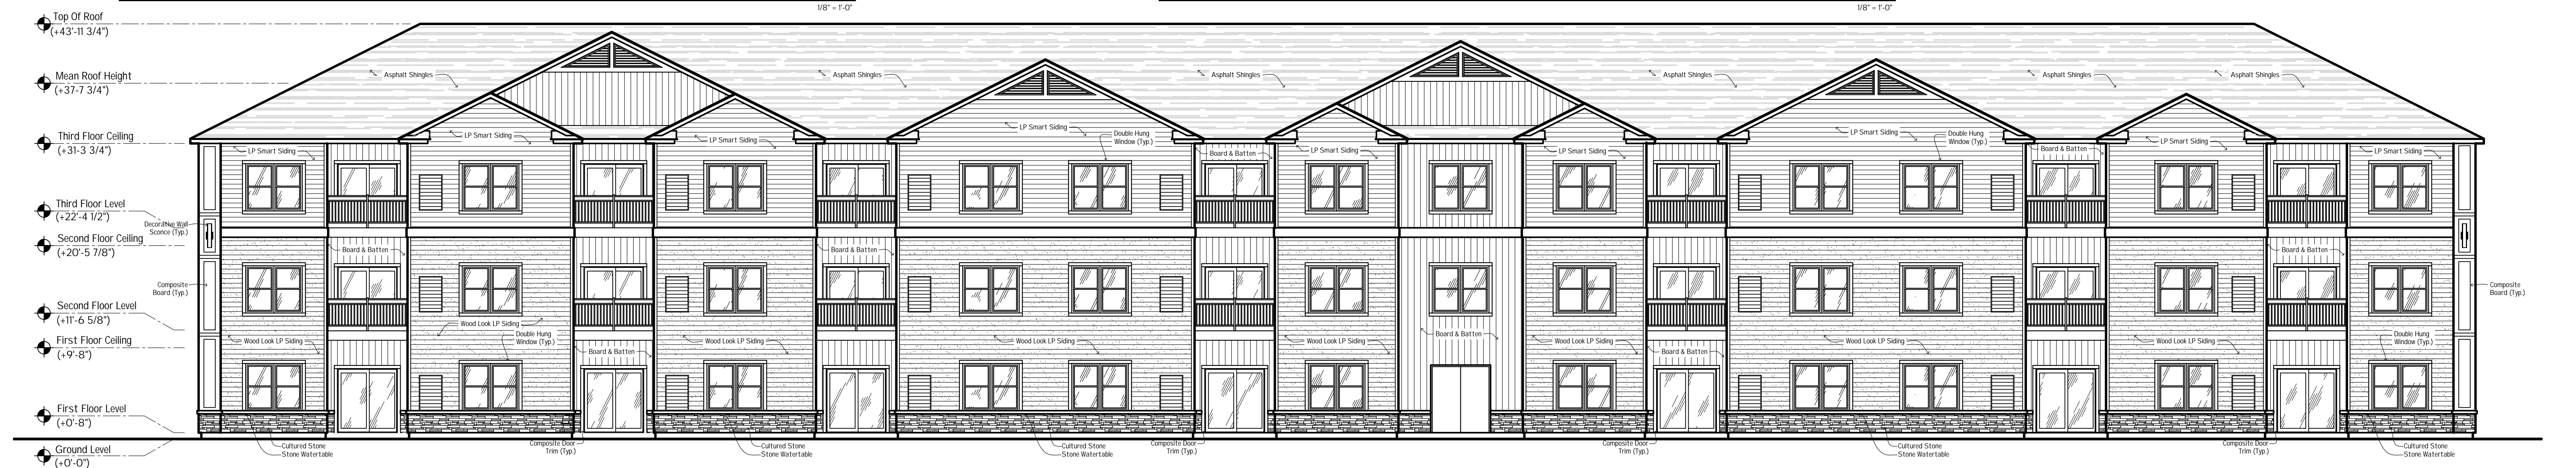 1/8" = 1'-0"
1/8" = 1'-0"
Top Of Roof
(+43'-11 3/4")
Mean Roof Height
(+37-7 3/4")
Asphalt Shingles
Asphalt Shingles
Asphalt Shingles
Asphalt Shingles
Asphalt Shingles
Asphalt Shingles
Third Floor Ceiling
(+31-3 3/4")
LP Smart Siding
LP Smart Siding
LP Smart Siding
LP Smart Siding
Double Hung
Window (Typ.)
Board & Batten
LP Smart Siding
LP Smart Siding
LP Smart Siding
Double Hung
Window (Typ.)
Board & Batten
LP Smart Siding
LP Smart Siding
Third Floor Level
(+22'-4 1/2")
Decorative Wall
Sconce (Typ.)
Second Floor Ceiling
(+20'-5 7/8")
Board & Batten
Board & Batten
Board & Batten
Composite
Board (Typ.)
Composite
Board (Typ.)
Second Floor Level
(+11'-6 5/8")
Wood Look LP Siding
Double Hung
Window (Typ.)
Board & Batten
Double Hung
Window (Typ.)
First Floor Ceiling
(+9'-8")
Wood Look LP Siding
Board & Batten
Wood Look LP Siding
Wood Look LP Siding
Wood Look LP Siding
Wood Look LP Siding
Board & Batten
Wood Look LP Siding
Wood Look LP Siding
First Floor Level
(+0'-8")
Ground Level
(+0'-0")
Cultured Stone
Stone Watertable
Composite Door
Trim (Typ.)
Cultured Stone
Stone Watertable
Cultured Stone
Stone Watertable
Composite Door
Trim (Typ.)
Composite Door
Trim (Typ.)
Cultured Stone
Stone Watertable
Composite Door
Trim (Typ.)
Cultured Stone
Stone Watertable